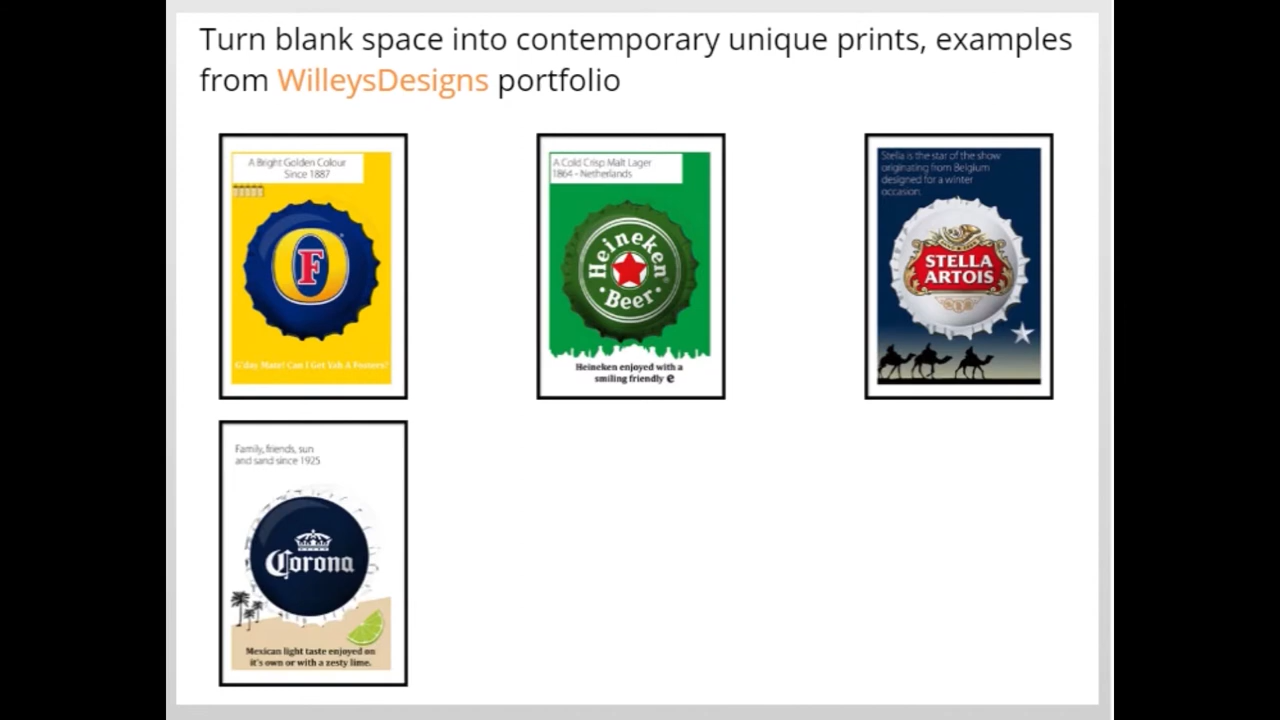 Turn blank space into contemporary unique prints, examples
from WilleysDesigns portfolio
A Bright Golden Colour
Since 1887
F
G'day Mate! Can I Get Yah A Fosters?
A Cold Crisp Malt Lager
1864 - Netherlands
Heineken
Beer
Heineken enjoyed with a
smiling friendly e
Stella is the star of the show
originating from Belgium
designed for a winter
occasion.
STELLA
ARTOIS
Family, friends, sun
and sand since 1925
Corona
Mexican light taste enjoyed on
it's own or with a zesty lime.